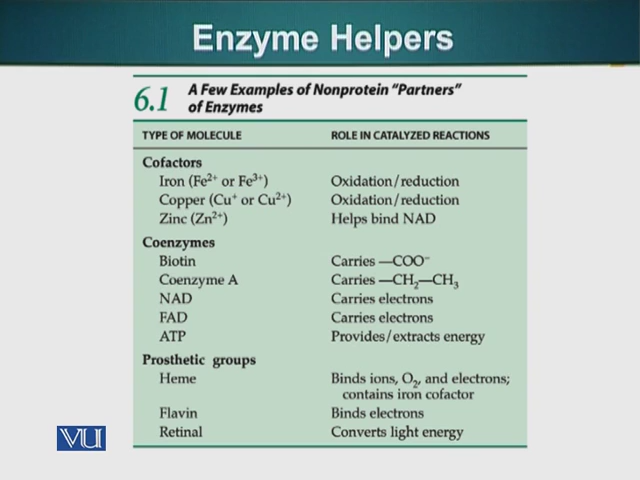 Enzyme Helpers
6.1 A Few Examples of Nonprotein "Partners"
of Enzymes
TYPE OF MOLECULE ROLE IN CATALYZED REACTIONS
Cofactors
Iron (Fe²⁺ or Fe³⁺) Oxidation/reduction
Copper (Cu⁺ or Cu²⁺) Oxidation/reduction
Zinc (Zn²⁺) Helps bind NAD
Coenzymes
Biotin Carries —COO⁻
Coenzyme A Carries —CH₂—CH₃
NAD Carries electrons
FAD Carries electrons
ATP Provides/extracts energy
Prosthetic groups
Heme Binds ions, O₂, and electrons;
contains iron cofactor
Flavin Binds electrons
Retinal Converts light energy
VU